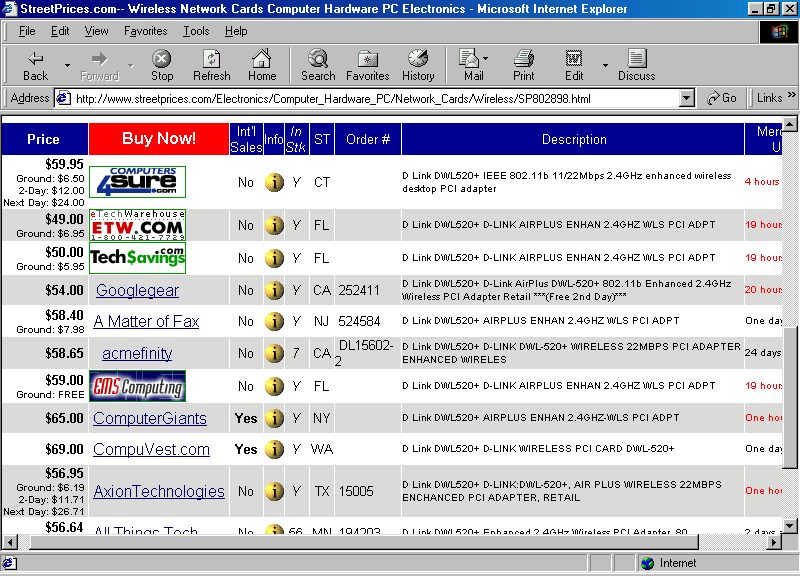 StreetPrices.com-- Wireless Network Cards Computer Hardware PC Electronics - Microsoft Internet Explorer
File Edit View Favorites Tools Help
Back Forward Stop Refresh Home Search Favorites History Mail Print Edit Discuss
Address http://www.streetprices.com/Electronics/Computer_Hardware_PC/Network_Cards/Wireless/SP802898.html Go Links »
Price Buy Now! Int'l Sales Info In Stk ST Order # Description
$59.95
Ground: $6.50
2-Day: $12.00
Next Day: $24.00
COMPUTERS
4sure.com
No i Y CT
D Link DWL520+ IEEE 802.11b 11/22Mbps 2.4GHz enhanced wireless
desktop PCI adapter
4 hours
$49.00
Ground: $6.95
eTechWarehouse
ETW.COM
1-800-421-7729
No i Y FL D Link DWL520+ D-LINK AIRPLUS ENHAN 2.4GHZ WLS PCI ADPT 19 hours
$50.00
Ground: $5.95
Tech$avings.com
No i Y FL D Link DWL520+ D-LINK AIRPLUS ENHAN 2.4GHZ WLS PCI ADPT 19 hours
$54.00 Googlegear No i Y CA 252411
D Link DWL520+ D-Link AirPlus DWL-520+ 802.11b Enhanced 2.4GHz
Wireless PCI Adapter Retail ***(Free 2nd Day)***
20 hours
$58.40
Ground: $7.98
A Matter of Fax No i Y NJ 524584 D Link DWL520+ AIRPLUS ENHAN 2.4GHZ WLS PCI ADPT One day
$58.65 acmefinity No i 7 CA DL15602-
2
D Link DWL520+ D-LINK DWL-520+ WIRELESS 22MBPS PCI ADAPTER
ENHANCED WIRELES
24 days
$59.00
Ground: FREE
GMS Computing
No i Y FL D Link DWL520+ D-LINK AIRPLUS ENHAN 2.4GHZ WLS PCI ADPT 19 hours
$65.00 ComputerGiants Yes i Y NY D Link DWL520+ AIRPLUS ENHAN 2.4GHZ-WLS PCI ADPT One hou
$69.00 CompuVest.com Yes i Y WA D Link DWL520+ D-LINK WIRELESS PCI CARD DWL-520+ One day
$56.95
Ground: $6.19
2-Day: $11.71
Next Day: $26.71
AxionTechnologies No i Y TX 15005
D Link DWL520+ D-LINK:DWL-520+, AIR PLUS WIRELESS 22MBPS
ENCHANCED PCI ADAPTER, RETAIL
One hou
$56.64 All Things Tech No i 56 MN 194203 D Link DWL520+ Enhanced 2.4GHz Wireless PCI Adapter, 80 2 days
Internet